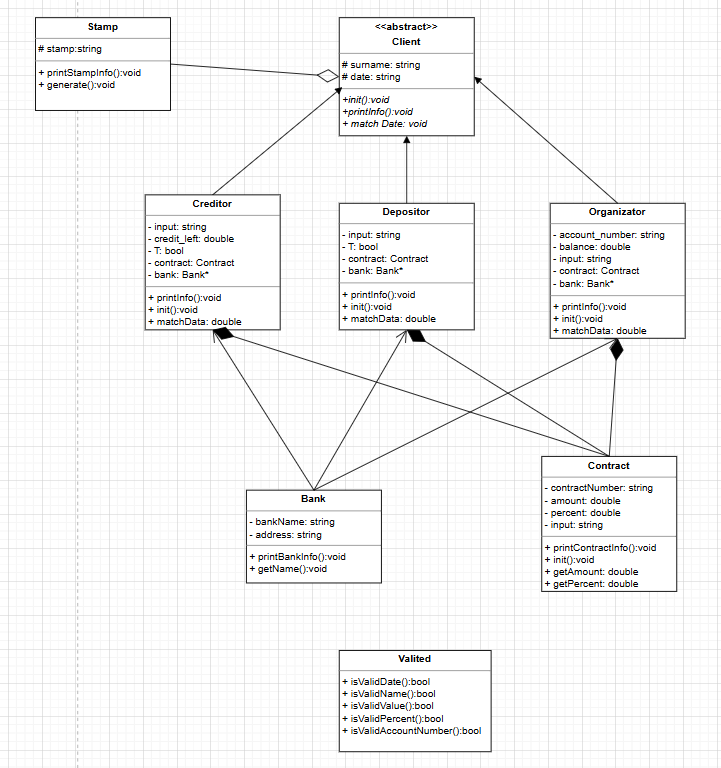 Stamp
# stamp:string
+ printStampInfo():void
+ generate():void
<<abstract>>
Client
# surname: string
# date: string
+init():void
+printInfo():void
+ match Date: void
Creditor
- input: string
- credit_left: double
- T: bool
- contract: Contract
- bank: Bank*
+ printInfo():void
+ init():void
+ matchData: double
Depositor
- input: string
- T: bool
- contract: Contract
- bank: Bank*
+ printInfo():void
+ init():void
+ matchData: double
Organizator
- account_number: string
- balance: double
- input: string
- contract: Contract
- bank: Bank*
+ printInfo():void
+ init():void
+ matchData: double
Bank
- bankName: string
- address: string
+ printBankInfo():void
+ getName():void
Contract
- contractNumber: string
- amount: double
- percent: double
- input: string
+ printContractInfo():void
+ init():void
+ getAmount: double
+ getPercent: double
Valited
+ isValidDate():bool
+ isValidName():bool
+ isValidValue():bool
+ isValidPercent():bool
+ isValidAccountNumber():bool